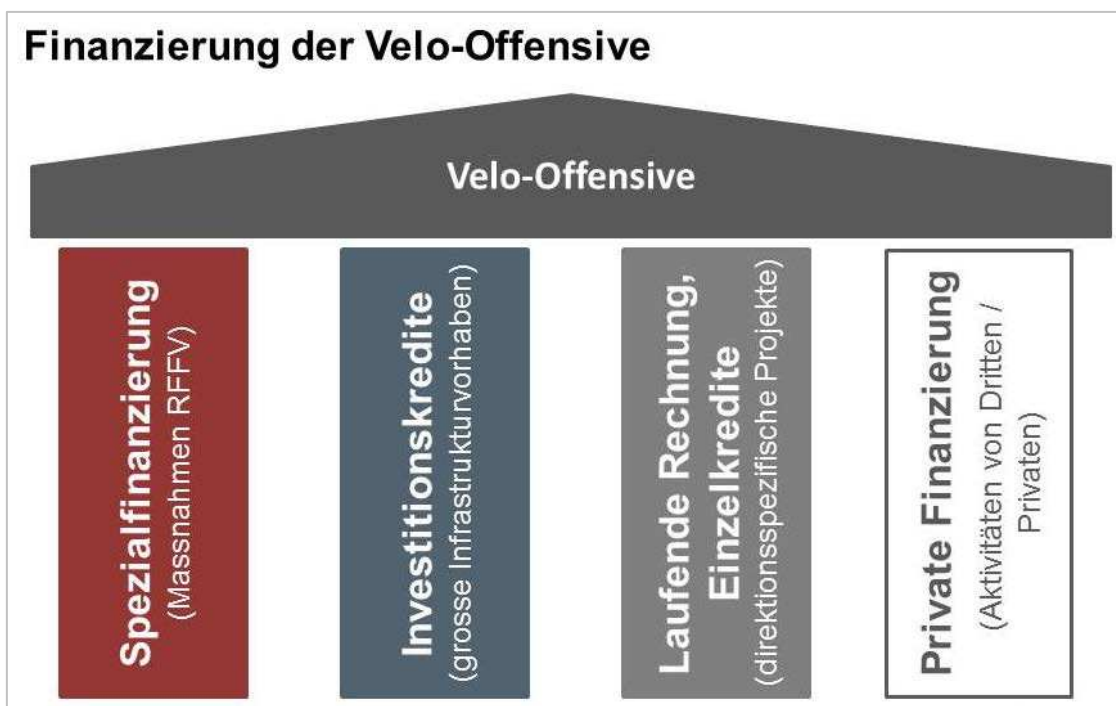 Finanzierung der Velo-Offensive
Velo-Offensive
Spezialfinanzierung
(Massnahmen RFFV)
Investitionskredite
(grosse Infrastrukturvorhaben)
Laufende Rechnung,
Einzelkredite
(direktionsspezifische Projekte)
Private Finanzierung
(Aktivitäten von Dritten /
Privaten)